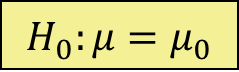 H₀: μ = μ₀